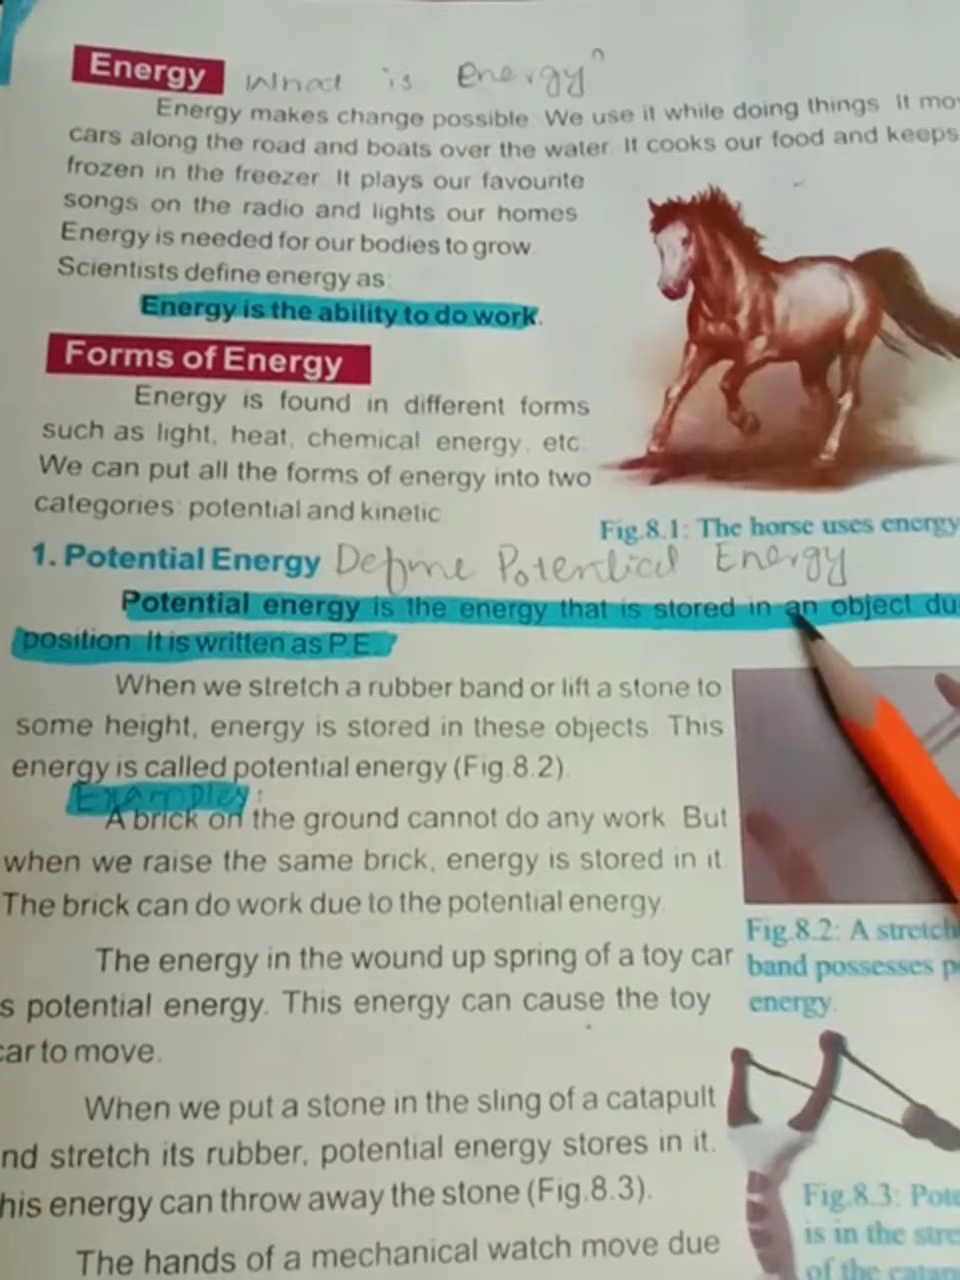 Energy What is energy?
Energy makes change possible. We use it while doing things. It
cars along the road and boats over the water. It cooks our food and keeps
frozen in the freezer. It plays our favourite
songs on the radio and lights our homes.
Energy is needed for our bodies to grow.
Scientists define energy as:
Energy is the ability to do work.
Forms of Energy
Energy is found in different forms
such as light, heat, chemical energy, etc.
We can put all the forms of energy into two
categories: potential and kinetic
Fig.8.1: The horse uses energy
1. Potential Energy Define Potential Energy
Potential energy is the energy that is stored in an object
position. It is written as P.E.
When we stretch a rubber band or lift a stone to
some height, energy is stored in these objects. This
energy is called potential energy (Fig.8.2).
Examples:
A brick on the ground cannot do any work. But
when we raise the same brick, energy is stored in it.
The brick can do work due to the potential energy.
Fig.8.2: A stretch
band possesses p
energy.
The energy in the wound up spring of a toy car
s potential energy. This energy can cause the toy
car to move.
When we put a stone in the sling of a catapult
nd stretch its rubber, potential energy stores in it.
his energy can throw away the stone (Fig.8.3).
Fig.8.3: Pote
is in the stre
of the catap
The hands of a mechanical watch move due